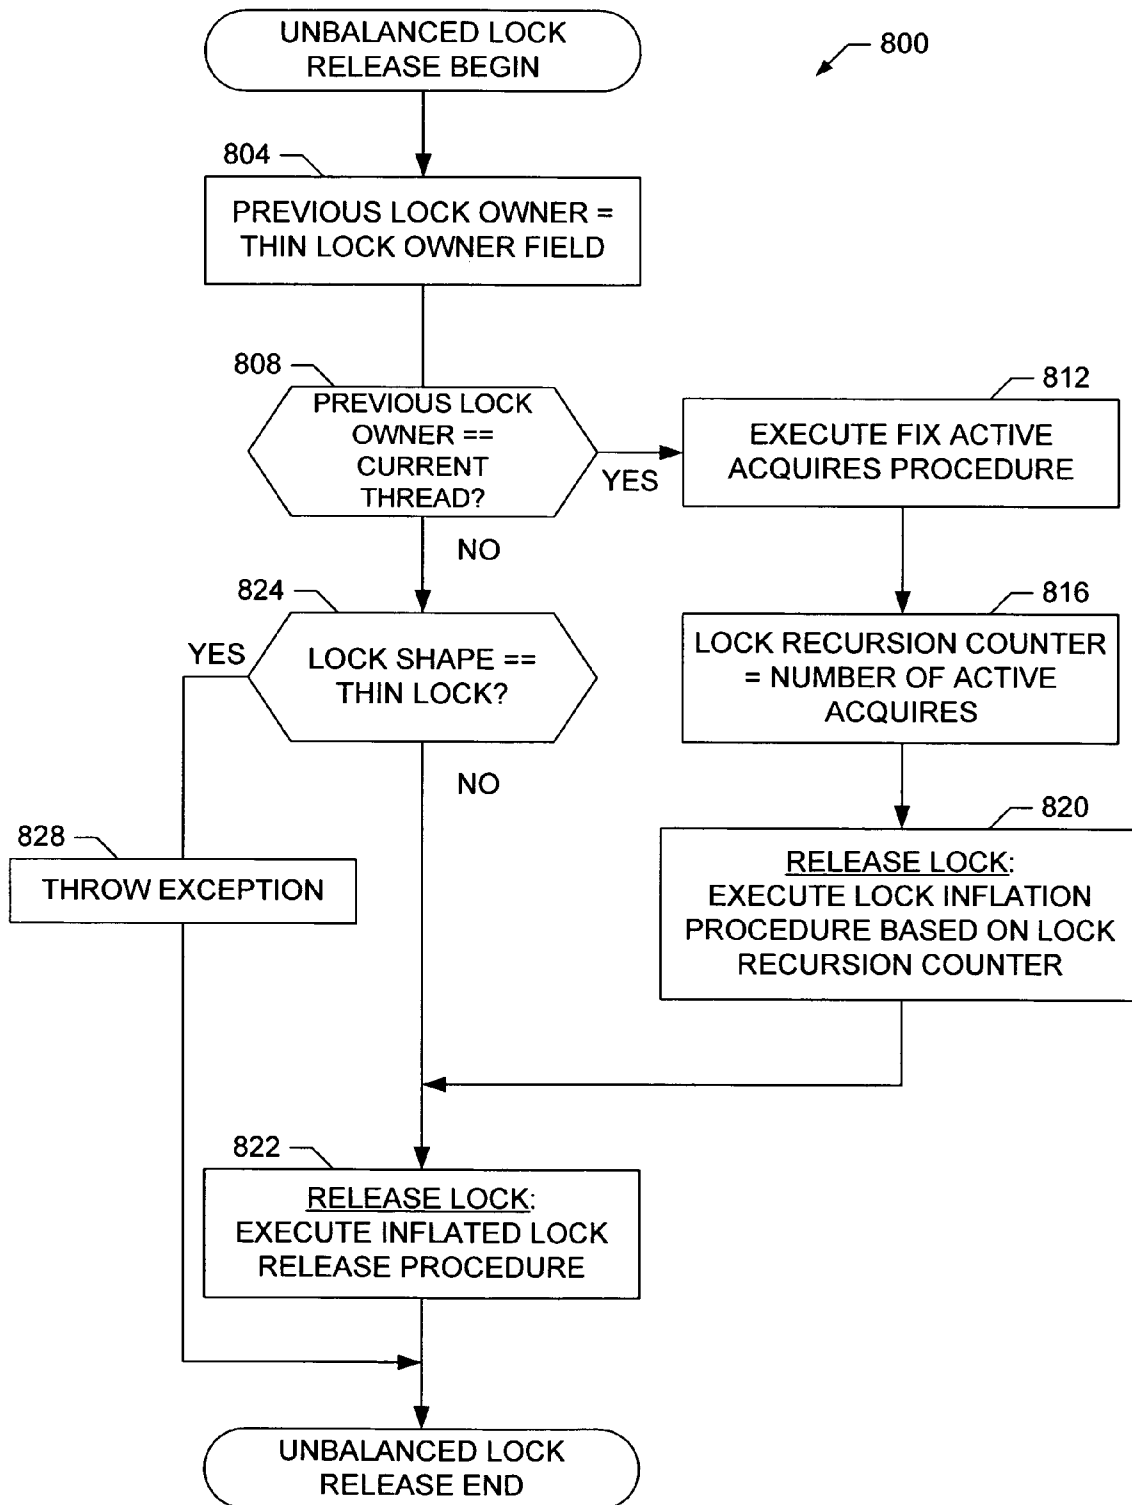 UNBALANCED LOCK
RELEASE BEGIN
800
804
PREVIOUS LOCK OWNER =
THIN LOCK OWNER FIELD
808
PREVIOUS LOCK
OWNER ==
CURRENT
THREAD?
YES
NO
812
EXECUTE FIX ACTIVE
ACQUIRES PROCEDURE
816
LOCK RECURSION COUNTER
= NUMBER OF ACTIVE
ACQUIRES
820
RELEASE LOCK:
EXECUTE LOCK INFLATION
PROCEDURE BASED ON LOCK
RECURSION COUNTER
824
LOCK SHAPE ==
THIN LOCK?
YES
NO
828
THROW EXCEPTION
822
RELEASE LOCK:
EXECUTE INFLATED LOCK
RELEASE PROCEDURE
UNBALANCED LOCK
RELEASE END